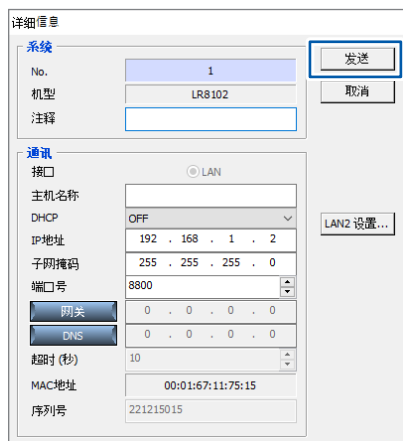 详细信息
系统
发送
No. 1
机型 LR8102
取消
注释
通讯
接口 LAN
主机名称
DHCP OFF
LAN2 设置...
IP地址 192 . 168 . 1 . 2
子网掩码 255 . 255 . 255 . 0
端口号 8800
网关 0 . 0 . 0 . 0
DNS 0 . 0 . 0 . 0
超时 (秒) 10
MAC地址 00:01:67:11:75:15
序列号 221215015